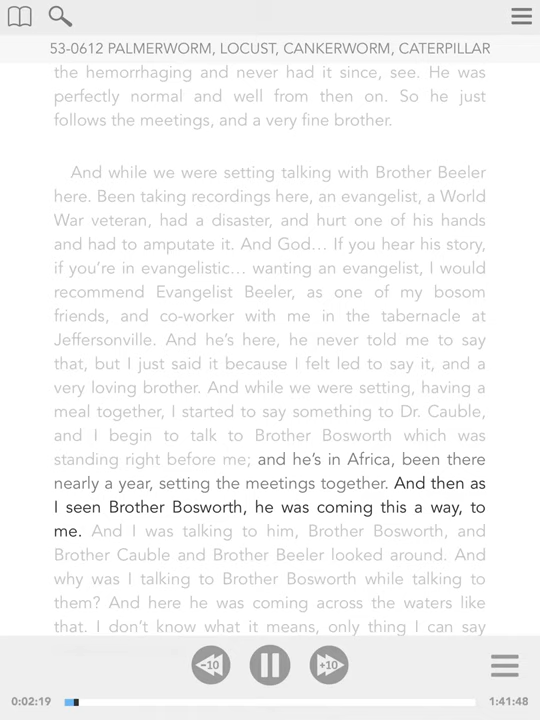 53-0612 PALMERWORM, LOCUST, CANKERWORM, CATERPILLAR
the hemorrhaging and never had it since, see. He was
perfectly normal and well from then on. So he just
follows the meetings, and a very fine brother.
And while we were setting talking with Brother Beeler
here. Been taking recordings here, an evangelist, a World
War veteran, had a disaster, and hurt one of his hands
and had to amputate it. And God… If you hear his story,
if you're in evangelistic… wanting an evangelist, I would
recommend Evangelist Beeler, as one of my bosom
friends, and co-worker with me in the tabernacle at
Jeffersonville. And he's here, he never told me to say
that, but I just said it because I felt led to say it, and a
very loving brother. And while we were setting, having a
meal together, I started to say something to Dr. Cauble,
and I begin to talk to Brother Bosworth which was
standing right before me; and he's in Africa, been there
nearly a year, setting the meetings together. And then as
I seen Brother Bosworth, he was coming this a way, to
me. And I was talking to him, Brother Bosworth, and
Brother Cauble and Brother Beeler looked around. And
why was I talking to Brother Bosworth while talking to
them? And here he was coming across the waters like
that. I don't know what it means, only thing I can say
-10 +10
0:02:19 1:41:48